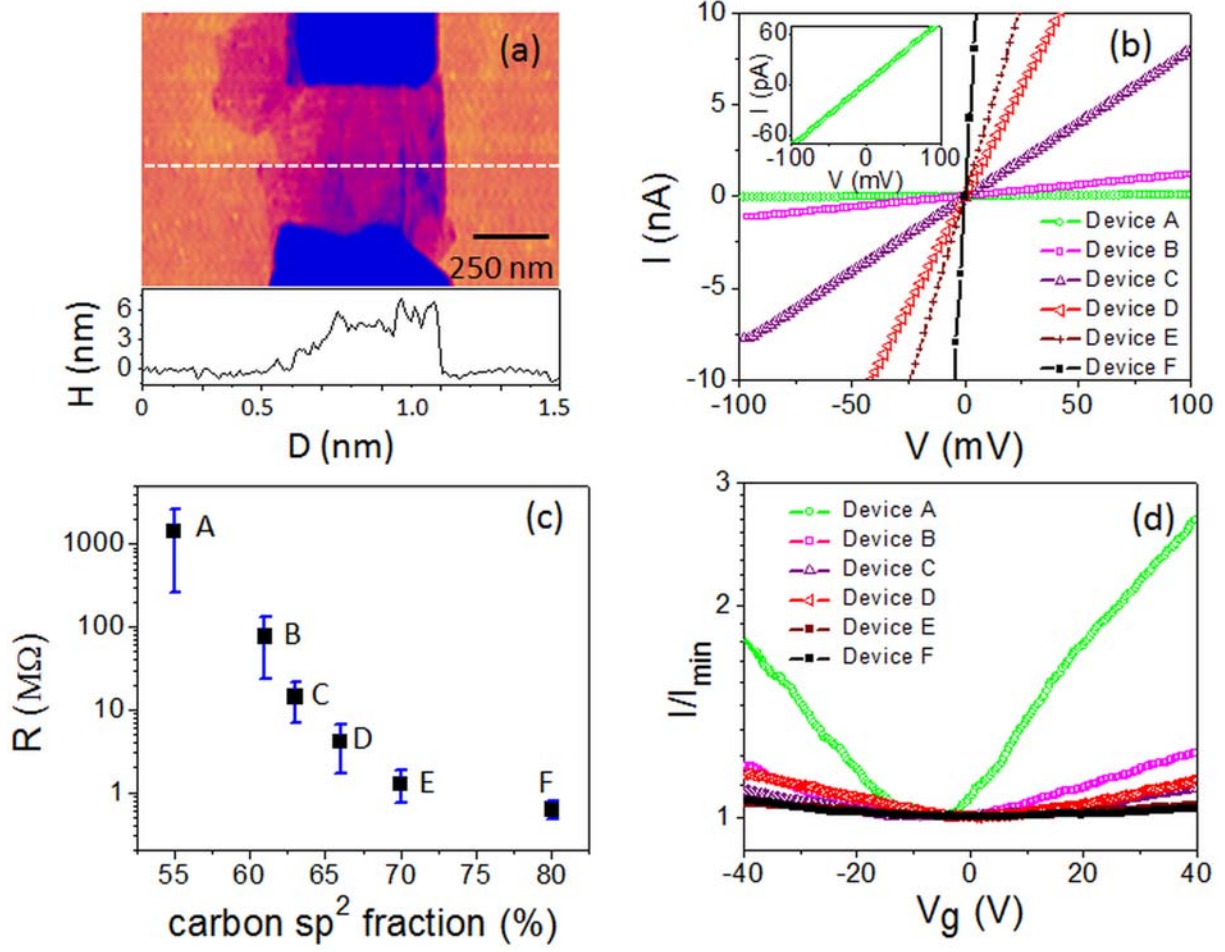 (a)
250 nm
H (nm)
6
3
0
0
0.5
1.0
1.5
D (nm)
(b)
I (nA)
10
5
0
-5
-10
-100
-50
0
50
100
V (mV)
I (pA)
60
0
-60
-100
0
100
V (mV)
Device A
Device B
Device C
Device D
Device E
Device F
(c)
R (MΩ)
1000
100
10
1
A
B
C
D
E
F
55
60
65
70
75
80
carbon sp² fraction (%)
(d)
I/Imin
3
2
1
Device A
Device B
Device C
Device D
Device E
Device F
-40
-20
0
20
40
Vg (V)